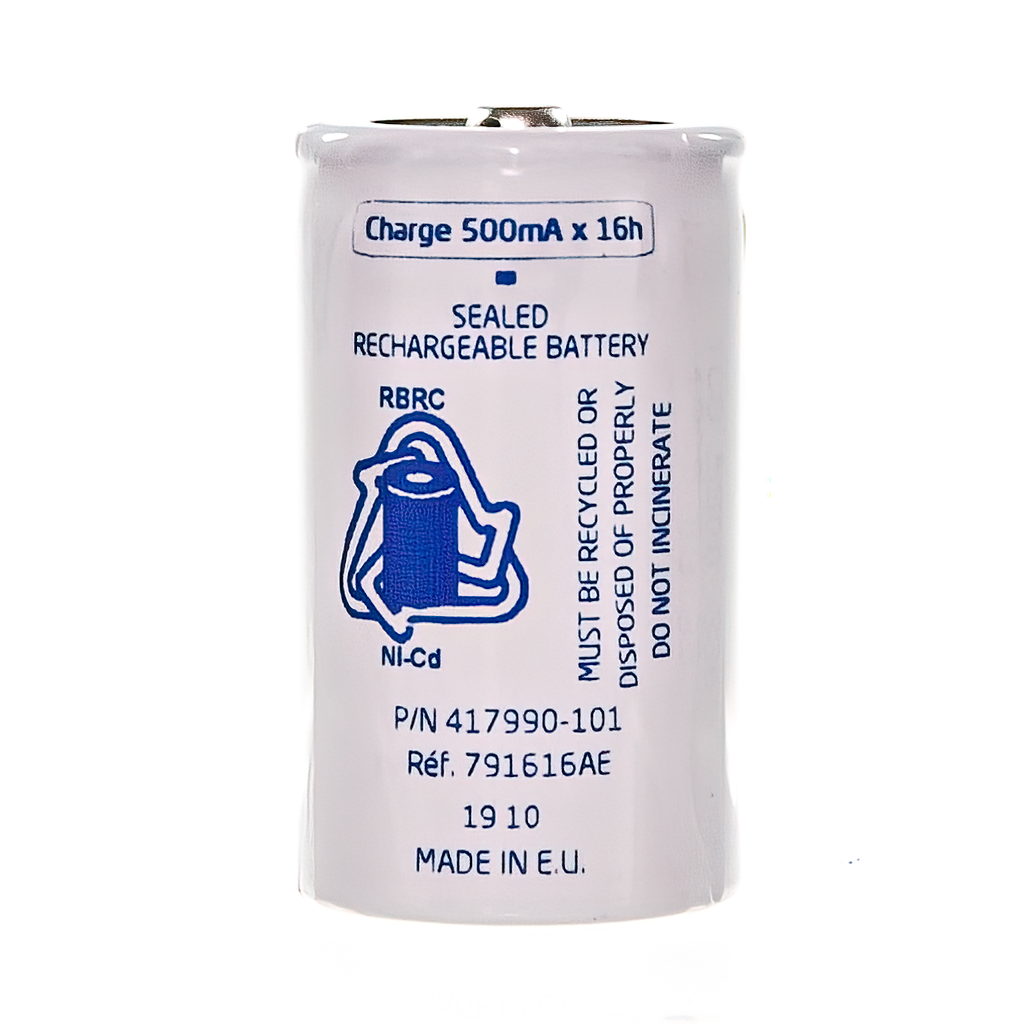 Charge 500mA x 16h
SEALED
RECHARGEABLE BATTERY
RBRC
NI-Cd
MUST BE RECYCLED OR
DISPOSED OF PROPERLY
DO NOT INCINERATE
P/N 417990-101
Réf. 791616AE
19 10
MADE IN E.U.